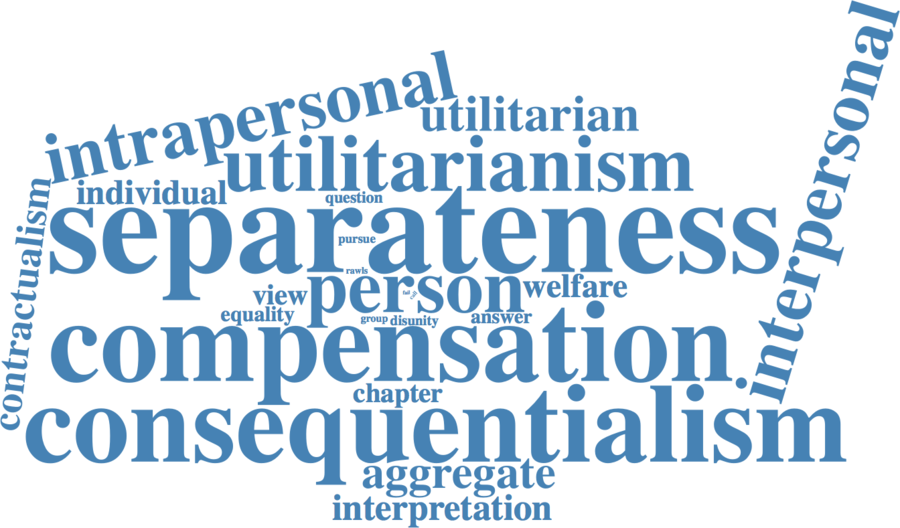 intrapersonal
utilitarian
interpersonal
utilitarianism
individual
question
contractualism
separateness
pursue
rawls
person
welfare
view
equality
group
disunity
answer
compensation
chapter
consequentialism
aggregate
interpretation